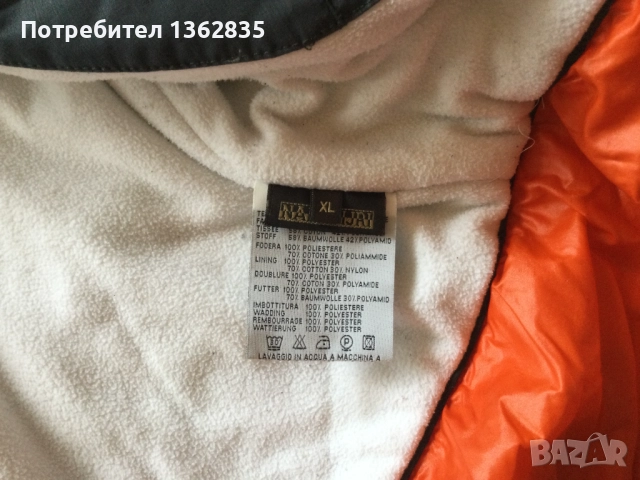 Потребител 1362835
XL
TISSEE
STOFF 58% BAUMWOLLE 42% POLYAMID
FODERA 100% POLIESTERE
70% COTONE 30% POLIAMMIDE
LINING 100% POLYESTER
70% COTTON 30% NYLON
DOUBLURE 100% POLYESTER
70% COTON 30% POLYAMIDE
FUTTER 100% POLYESTER
70% BAUMWOLLE 30% POLYAMID
IMBOTTITURA 100% POLIESTERE
WADDING 100% POLYESTER
REMBOURRAGE 100% POLYESTER
WATTIERUNG 100% POLYESTER
LAVAGGIO IN ACQUA A MACCHINA A
BAZAR